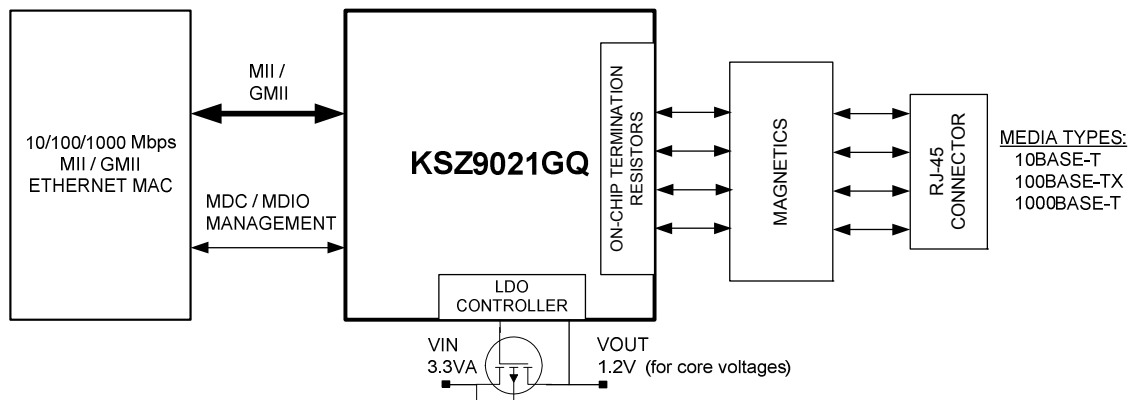 10/100/1000 Mbps
MII / GMII
ETHERNET MAC
MII /
GMII
MDC / MDIO
MANAGEMENT
KSZ9021GQ
ON-CHIP TERMINATION
RESISTORS
LDO
CONTROLLER
VIN
3.3VA
VOUT
1.2V (for core voltages)
MAGNETICS
RJ-45
CONNECTOR
MEDIA TYPES:
10BASE-T
100BASE-TX
1000BASE-T